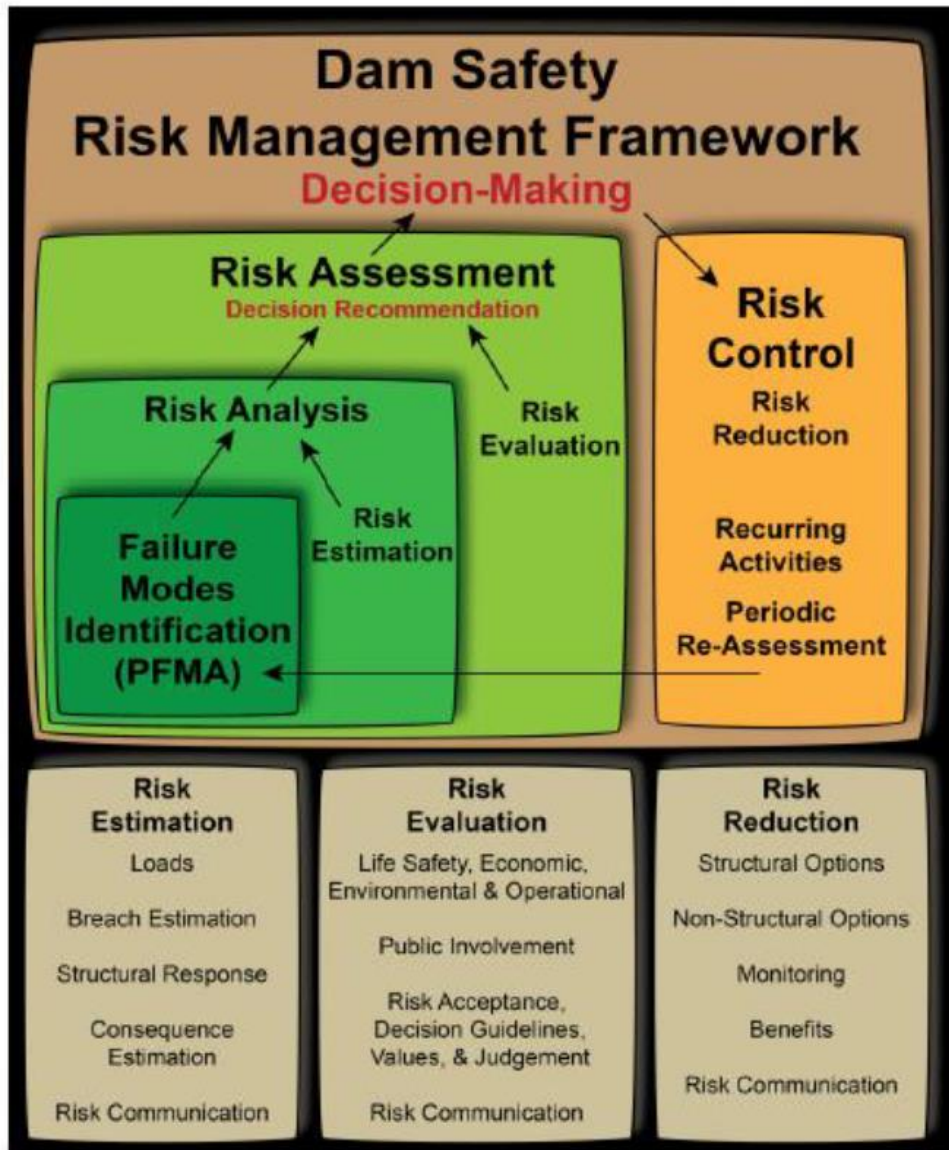 Dam Safety
Risk Management Framework
Decision-Making
Risk Assessment
Decision Recommendation
Risk Analysis
Risk
Evaluation
Failure
Modes
Identification
(PFMA)
Risk
Estimation
Risk
Control
Risk
Reduction
Recurring
Activities
Periodic
Re-Assessment
Risk
Estimation
Loads
Breach Estimation
Structural Response
Consequence
Estimation
Risk Communication
Risk
Evaluation
Life Safety, Economic,
Environmental & Operational
Public Involvement
Risk Acceptance,
Decision Guidelines,
Values, & Judgement
Risk Communication
Risk
Reduction
Structural Options
Non-Structural Options
Monitoring
Benefits
Risk Communication